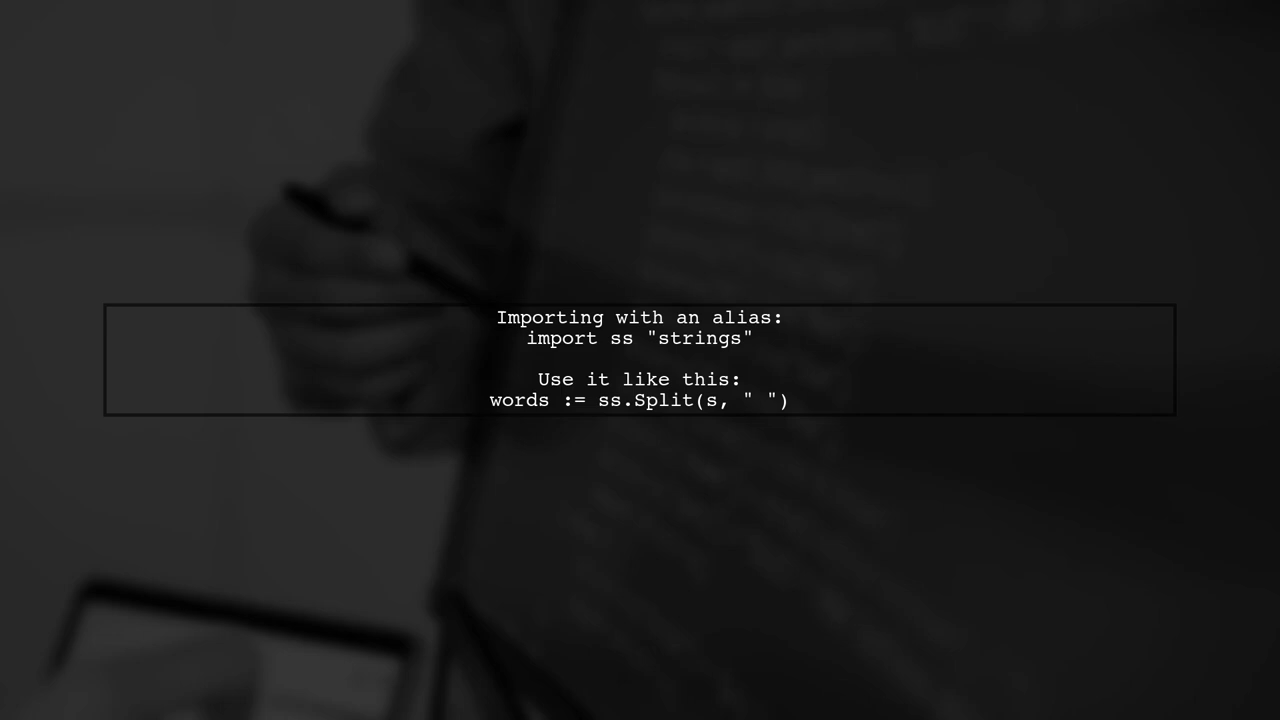 Importing with an alias:
import ss "strings"
Use it like this:
words := ss.Split(s, " ")